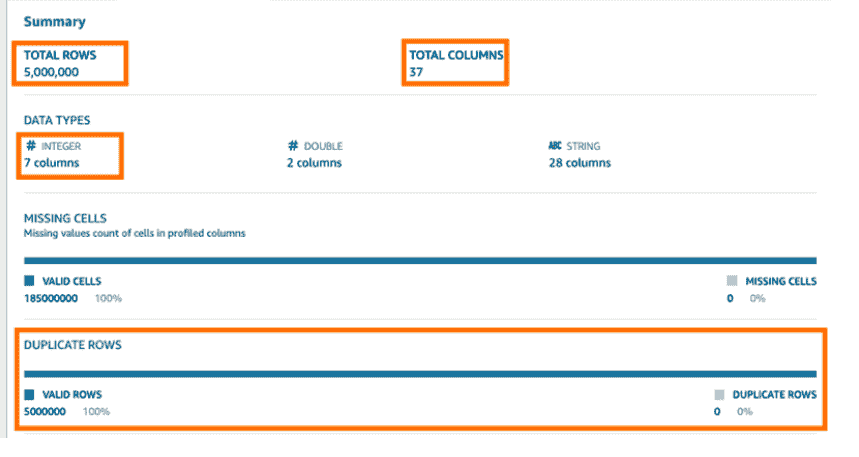 Summary
TOTAL ROWS
5,000,000
TOTAL COLUMNS
37
DATA TYPES
# INTEGER
7 columns
# DOUBLE
2 columns
ABC STRING
28 columns
MISSING CELLS
Missing values count of cells in profiled columns
VALID CELLS
185000000 100%
MISSING CELLS
0 0%
DUPLICATE ROWS
VALID ROWS
5000000 100%
DUPLICATE ROWS
0 0%